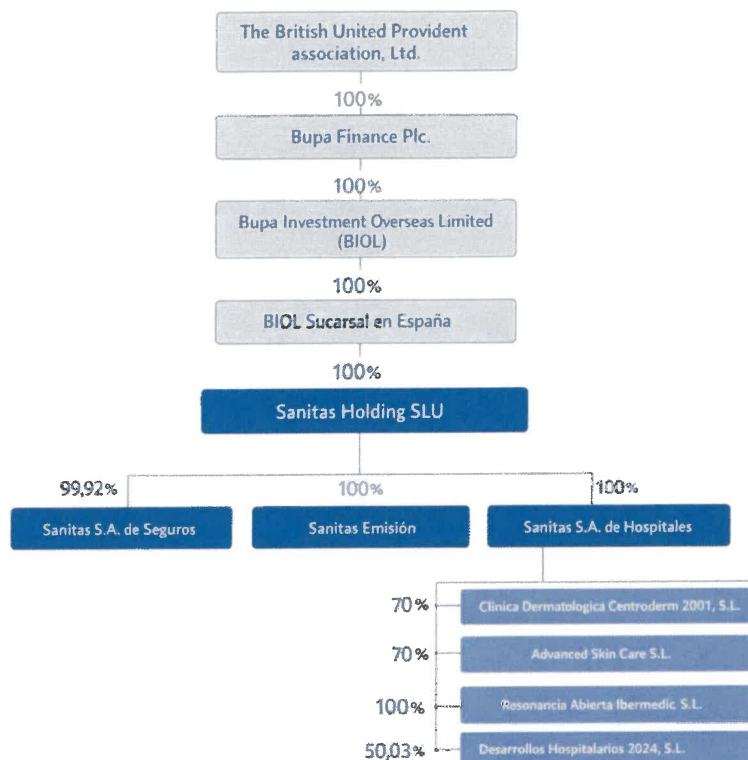 The British United Provident
association, Ltd.
100%
Bupa Finance Plc.
100%
Bupa Investment Overseas Limited
(BIOL)
100%
BIOL Sucarsal en España
100%
Sanitas Holding SLU
99,92%
100%
100%
Sanitas S.A. de Seguros
Sanitas Emisión
Sanitas S.A. de Hospitales
70%
Clinica Dermatologica Centroderm 2001, S.L.
70%
Advanced Skin Care S.L.
100%
Resonancia Abierta Ibermedic S.L.
50,03%
Desarrollos Hospitalarios 2024, S.L.